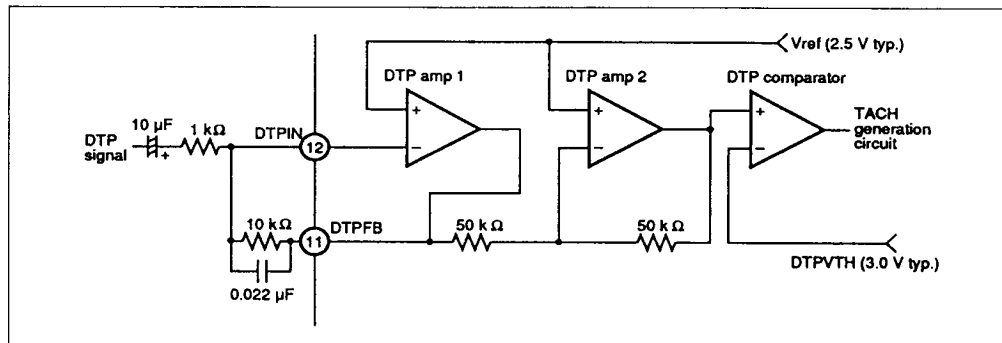 Vref (2.5 V typ.)
DTP amp 1
DTP amp 2
DTP comparator
+
−
+
−
+
−
TACH
generation
circuit
10 µF
+
1 kΩ
DTPIN
12
DTP
signal
10 kΩ
11
DTPFB
50 kΩ
50 kΩ
0.022 µF
DTPVTH (3.0 V typ.)